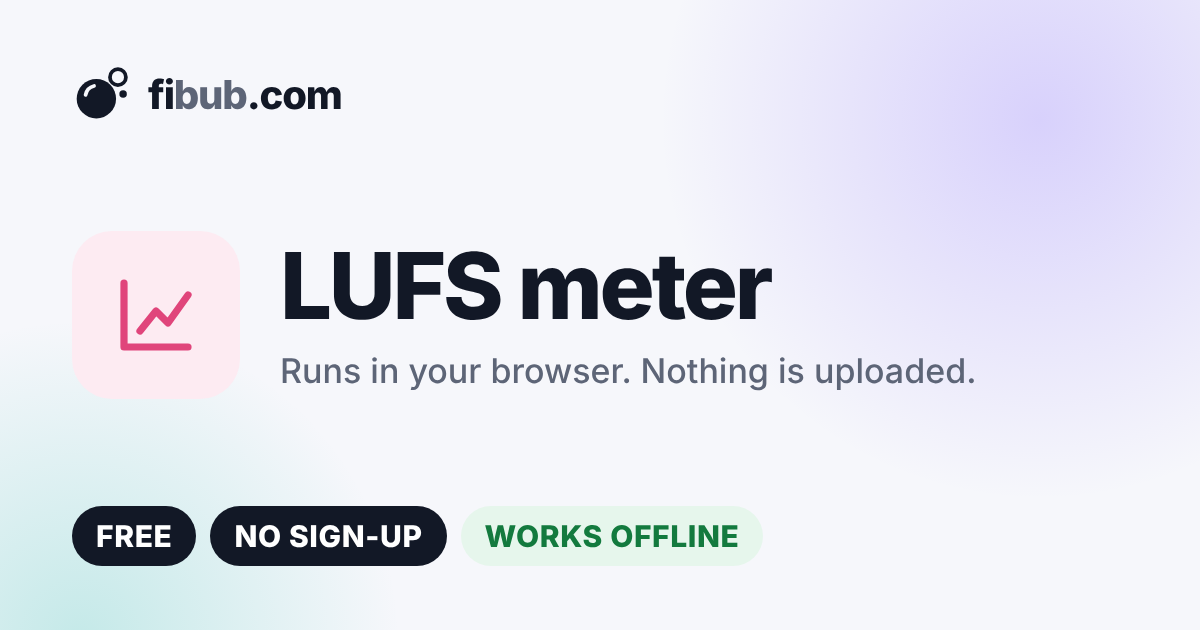 fibub.com
LUFS meter
Runs in your browser. Nothing is uploaded.
FREE NO SIGN-UP WORKS OFFLINE